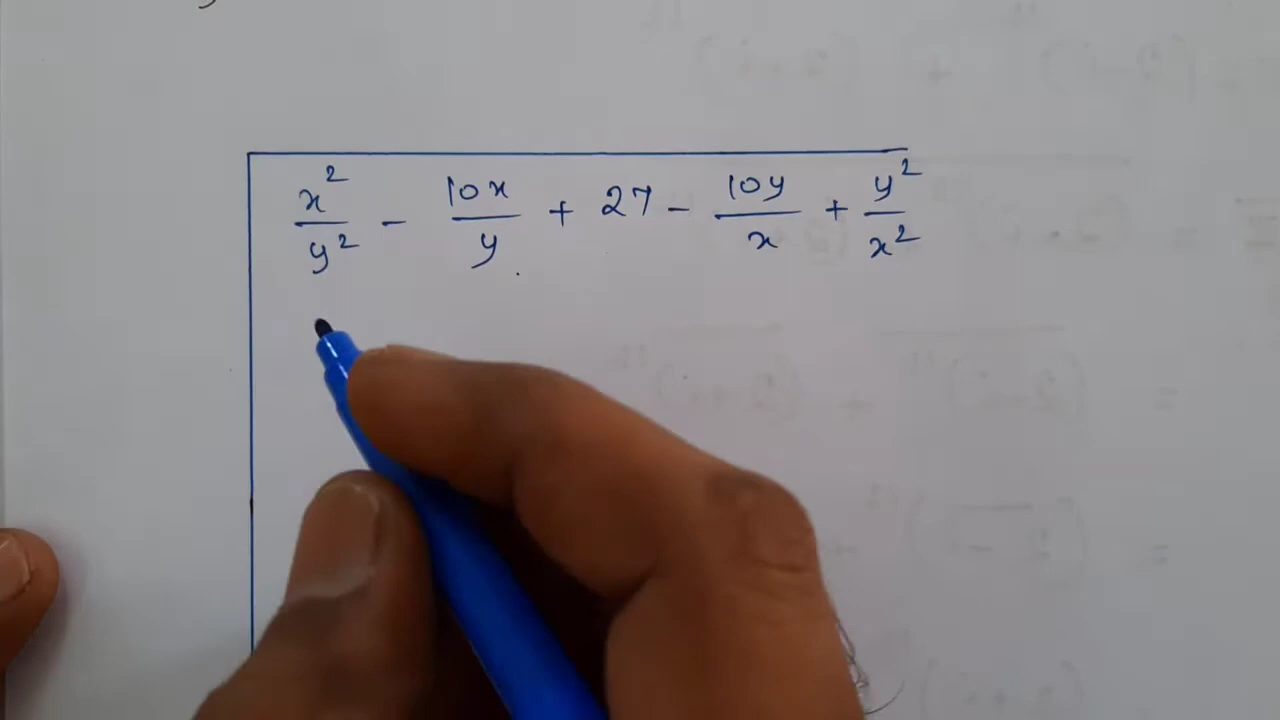 x²/y² - 10x/y + 27 - 10y/x + y²/x²